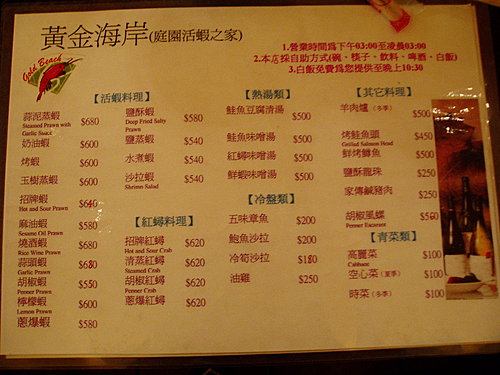 黃金海岸(庭園活蝦之家)
Gold Beach
1.營業時間爲下午03:00至凌晨03:00
2.本店採自助方式(碗、筷子、飲料、啤酒、白飯)
3.白飯免費爲您提供至晚上10:30
【活蝦料理】
蒜泥蒸蝦 $680
Steamed Prawn with
Garlic Sauce
奶油蝦 $600
烤蝦 $600
玉樹蒸蝦 $600
招牌蝦 $640
Hot and Sour Prawn
麻油蝦 $580
Sesame Oil Prawn
燒酒蝦 $680
Rice Wine Prawn
蒜頭蝦 $680
Garlic Prawn
胡椒蝦 $550
Penner Prawn
檸檬蝦 $600
Lemon Prawn
蔥爆蝦 $580
鹽酥蝦 $580
Deep Fried Salty
Prawn
鹽蒸蝦 $540
水煮蝦 $540
沙拉蝦 $540
Shrimp Salad
【紅蟳料理】
招牌紅蟳 $620
Hot and Sour Crab
清蒸紅蟳 $620
Steamed Crab
胡椒紅蟳 $620
Penner Crab
蔥爆紅蟳 $620
【熱湯類】
鮭魚豆腐清湯 $500
鮭魚味噌湯 $500
紅蟳味噌湯 $500
鮮蝦味噌湯 $500
【冷盤類】
五味章魚 $200
鮑魚沙拉 $200
冷筍沙拉 $180
油雞 $250
【其它料理】
羊肉爐(冬季) $500
烤鮭魚頭 $450
Grilled Salmon Head
鮮烤鱒魚 $500
鹽酥龍珠 $250
家傳鹹豬肉 $250
胡椒鳳螺 $500
Penner Escargot
【青菜類】
高麗菜 $100
Cabbage
空心菜(夏季) $100
時菜(冬季) $100